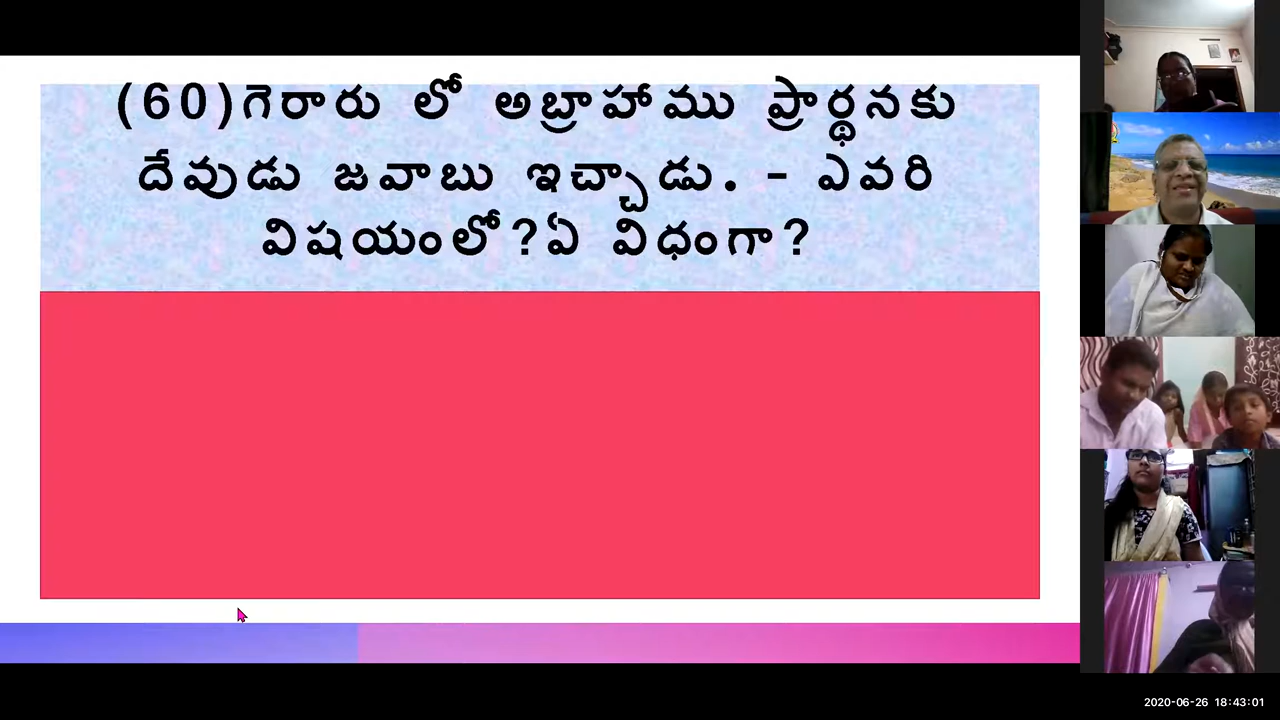 (60)గెరారు లో అబ్రాహాము ప్రార్థనకు
దేవుడు జవాబు ఇచ్చాడు. - ఎవరి
విషయంలో?ఏ విధంగా?
2020-06-26 18:43:01